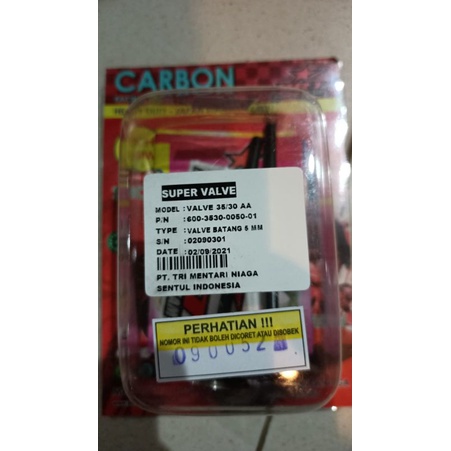 CARBON
SUPER VALVE
MODEL : VALVE 35/30 AA
P/N : 600-3530-0050-01
TYPE : VALVE BATANG 5 MM
S/N : 02090301
DATE : 02/09/2021
PT. TRI MENTARI NIAGA
SENTUL INDONESIA
PERHATIAN !!!
NOMOR INI TIDAK BOLEH DICORET ATAU DISOBEK
090052